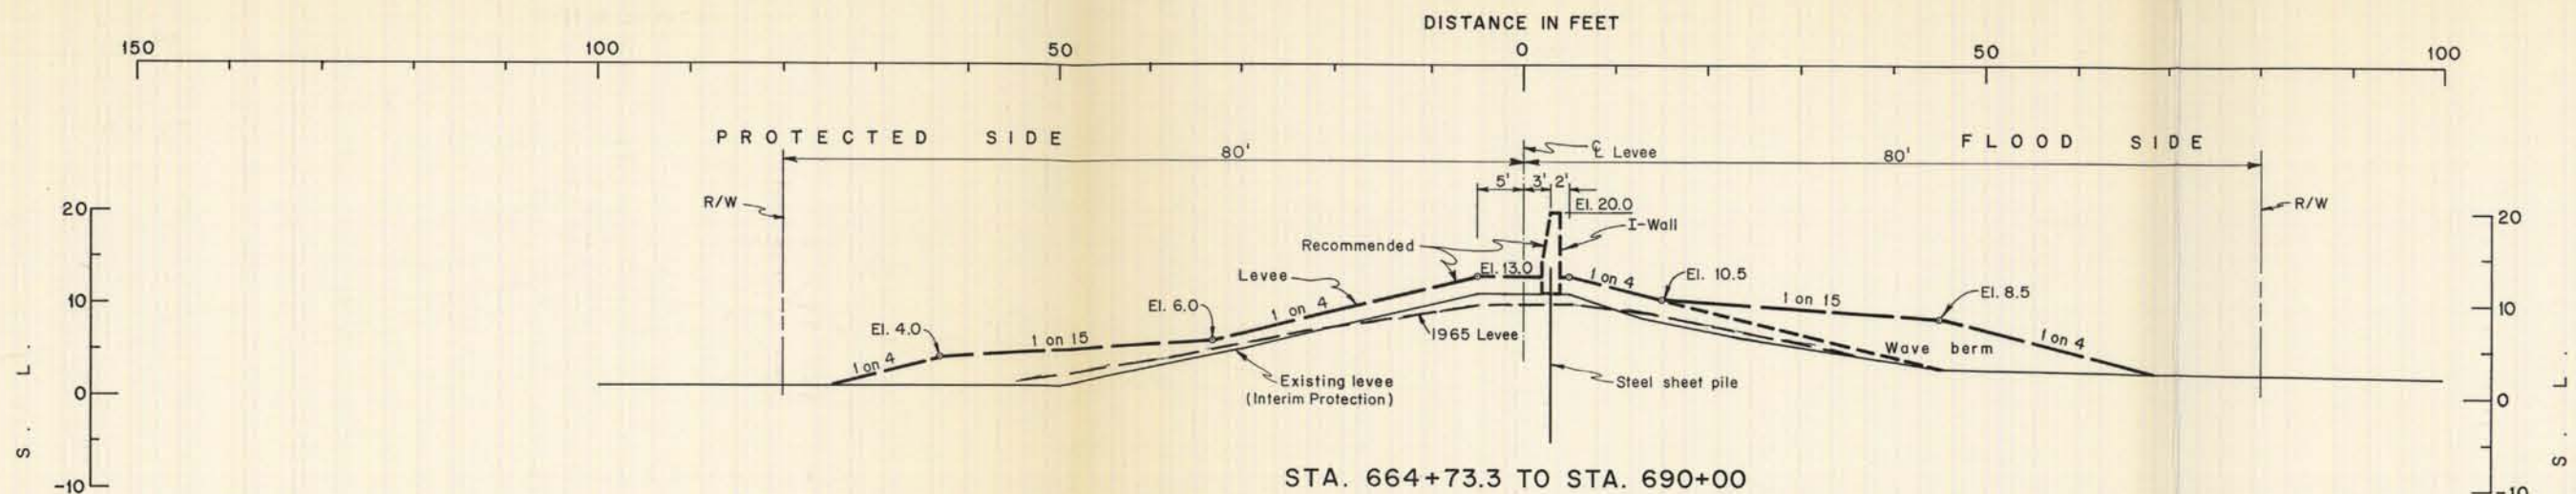 DISTANCE IN FEET
150 100 50 0 50 100
PROTECTED SIDE
FLOOD SIDE
80'
℄ Levee
80'
R/W
R/W
5' 3' 2'
20
20
El. 20.0
I-Wall
Recommended
Levee
El. 13.0
1 on 4
El. 10.5
1 on 15
El. 8.5
1 on 4
10
10
El. 6.0
1 on 4
El. 4.0
1 on 15
1 on 4
1965 Levee
Wave berm
Existing levee
(Interim Protection)
Steel sheet pile
0
0
S. L.
S. L.
-10
-10
STA. 664+73.3 TO STA. 690+00